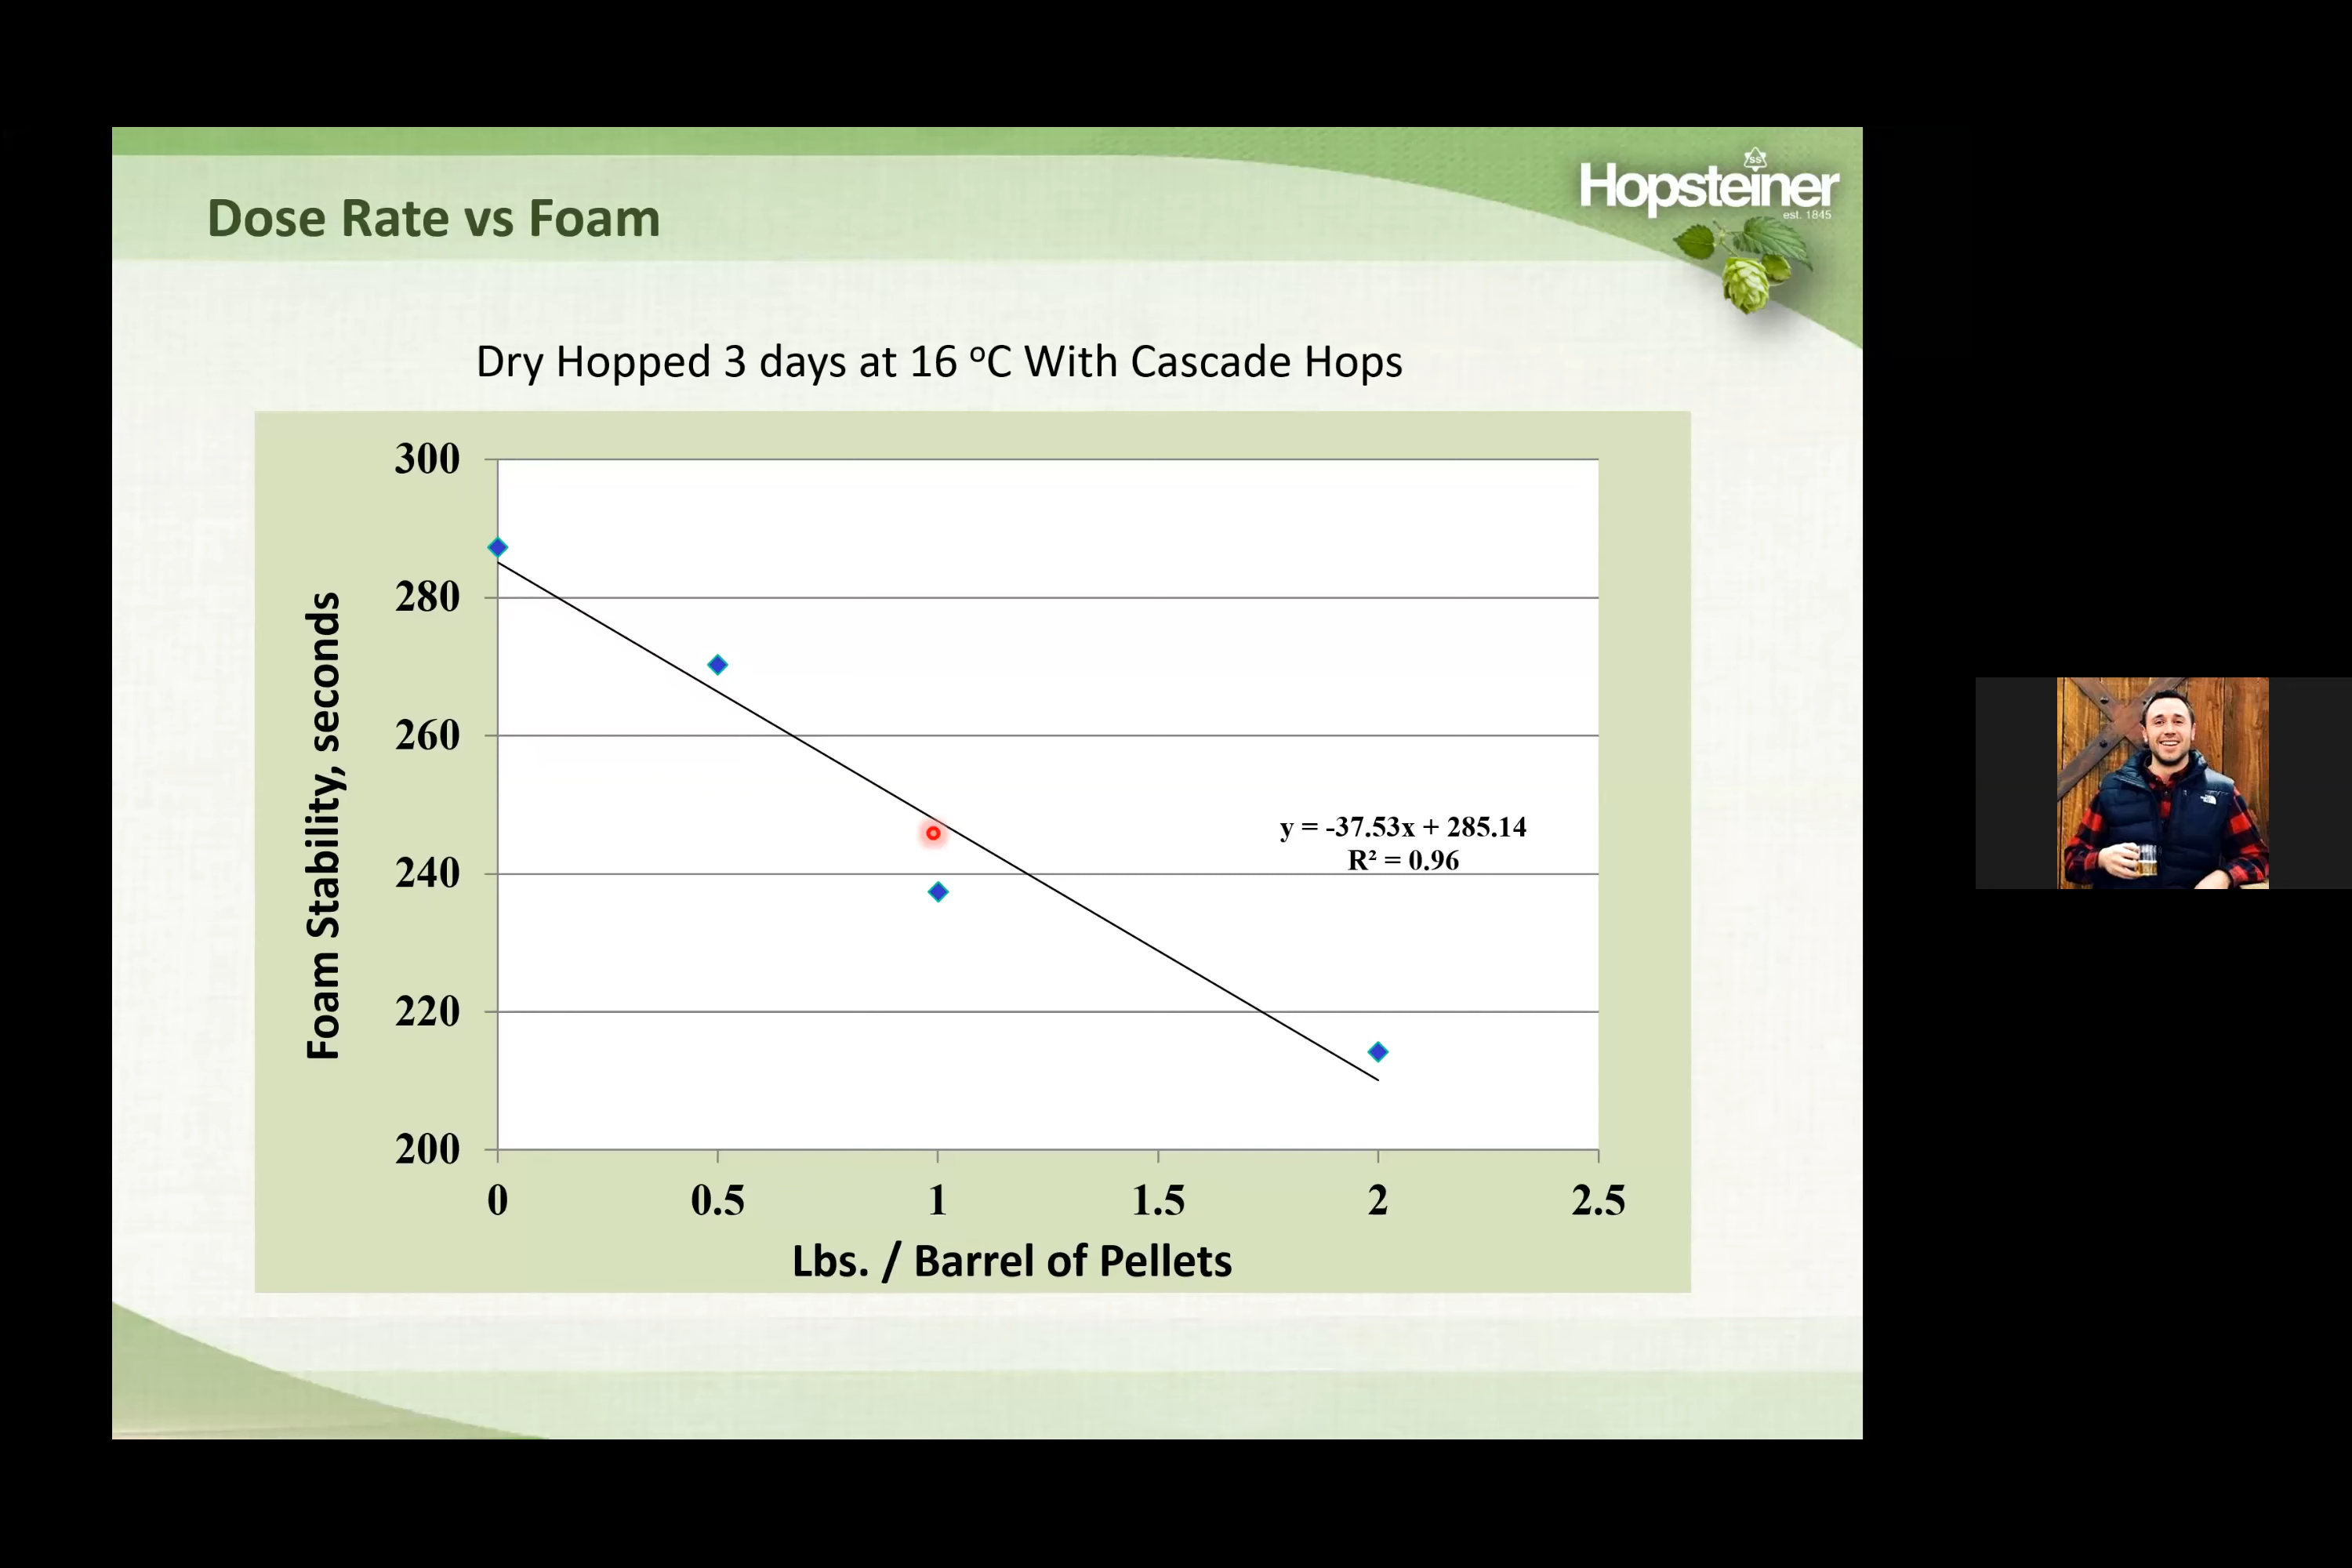 Dose Rate vs Foam
SS
Hopsteiner
est. 1845
Dry Hopped 3 days at 16 ºC With Cascade Hops
300
280
260
240
220
200
Foam Stability, seconds
y = -37.53x + 285.14
R² = 0.96
0 0.5 1 1.5 2 2.5
Lbs. / Barrel of Pellets